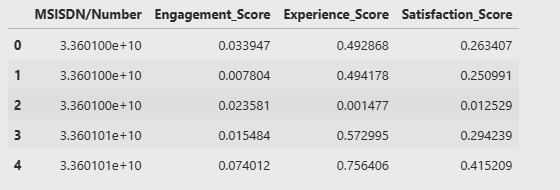 MSISDN/Number Engagement_Score Experience_Score Satisfaction_Score
0 3.360100e+10 0.033947 0.492868 0.263407
1 3.360100e+10 0.007804 0.494178 0.250991
2 3.360100e+10 0.023581 0.001477 0.012529
3 3.360101e+10 0.015484 0.572995 0.294239
4 3.360101e+10 0.074012 0.756406 0.415209